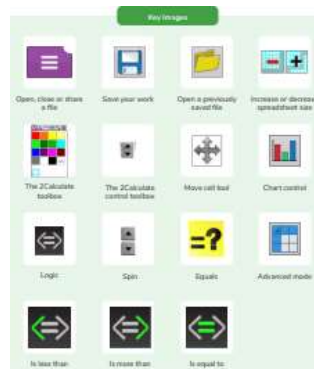 Key Images
Open, close or share
a file
Save your work
Open a previously
saved file
Increase or decrease
spreadsheet size
The 2Calculate
toolbox
The 2Calculate
control toolbox
Move cell tool
Chart control
=?
Logic
Spin
Equals
Advanced mode
Is less than
Is more than
Is equal to